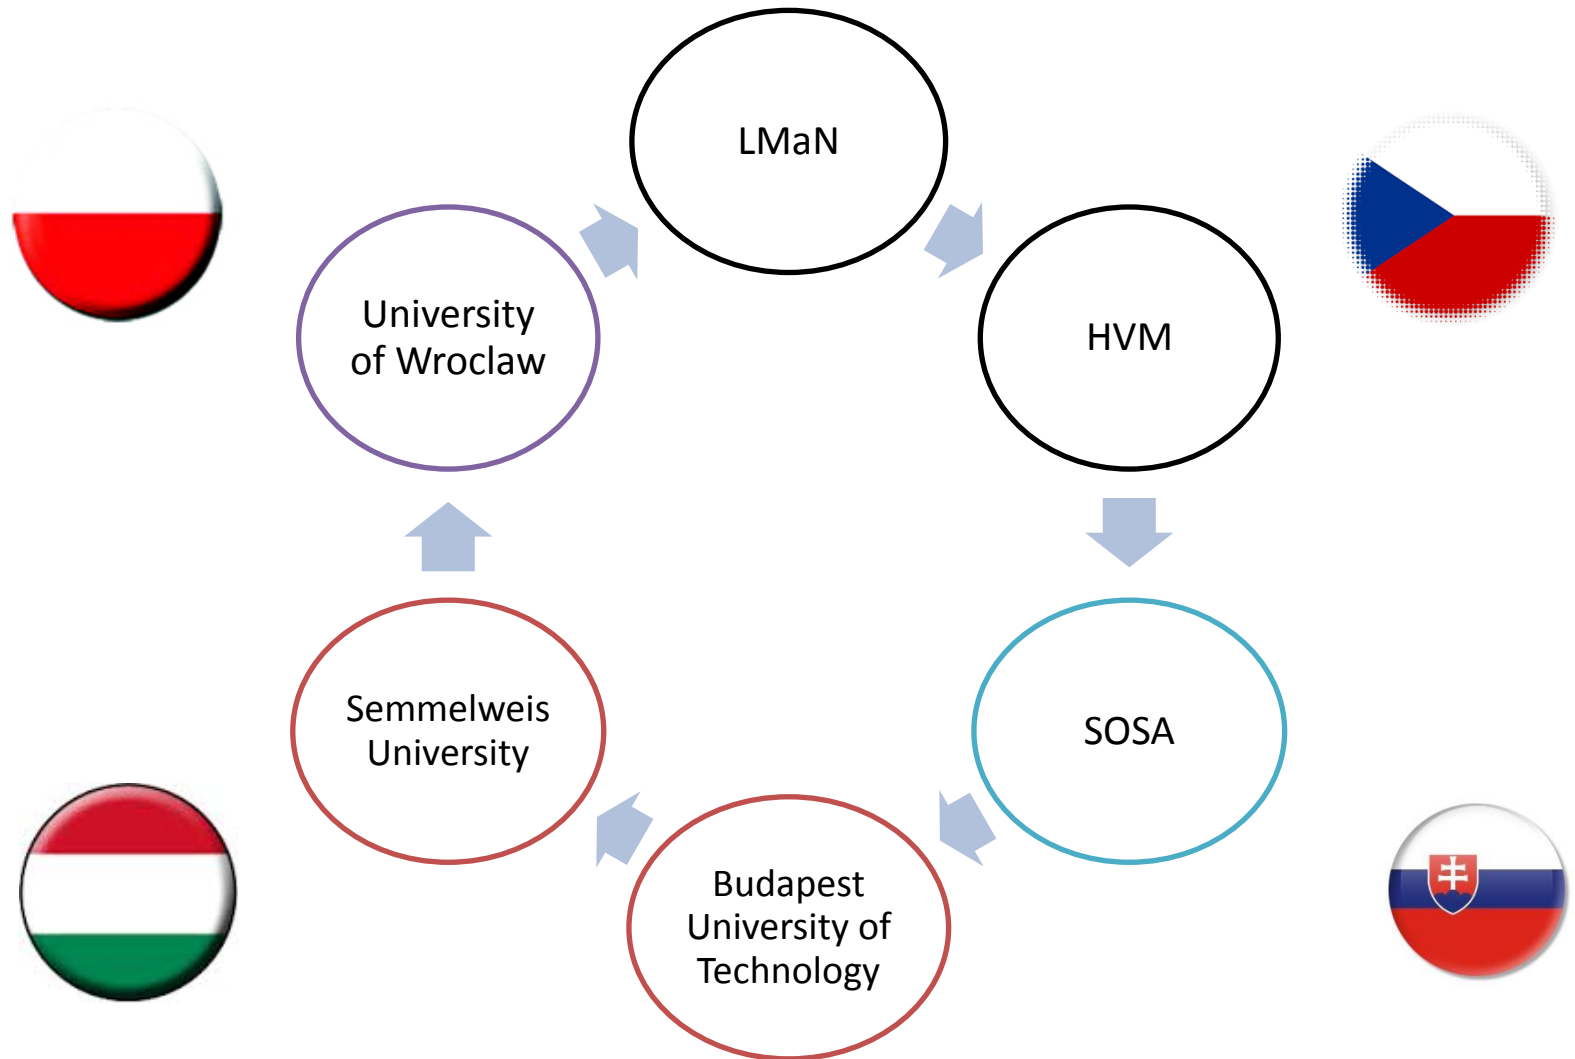 LMaN
University
of Wroclaw
HVM
Semmelweis
University
SOSA
Budapest
University of
Technology